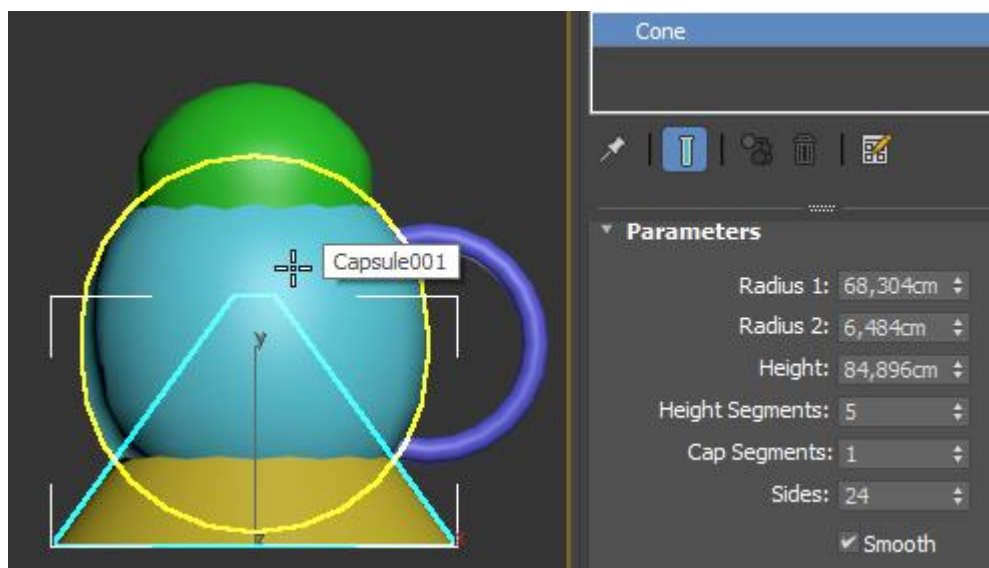 Cone
Capsule001
y
Parameters
Radius 1: 68,304cm
Radius 2: 6,484cm
Height: 84,896cm
Height Segments: 5
Cap Segments: 1
Sides: 24
Smooth